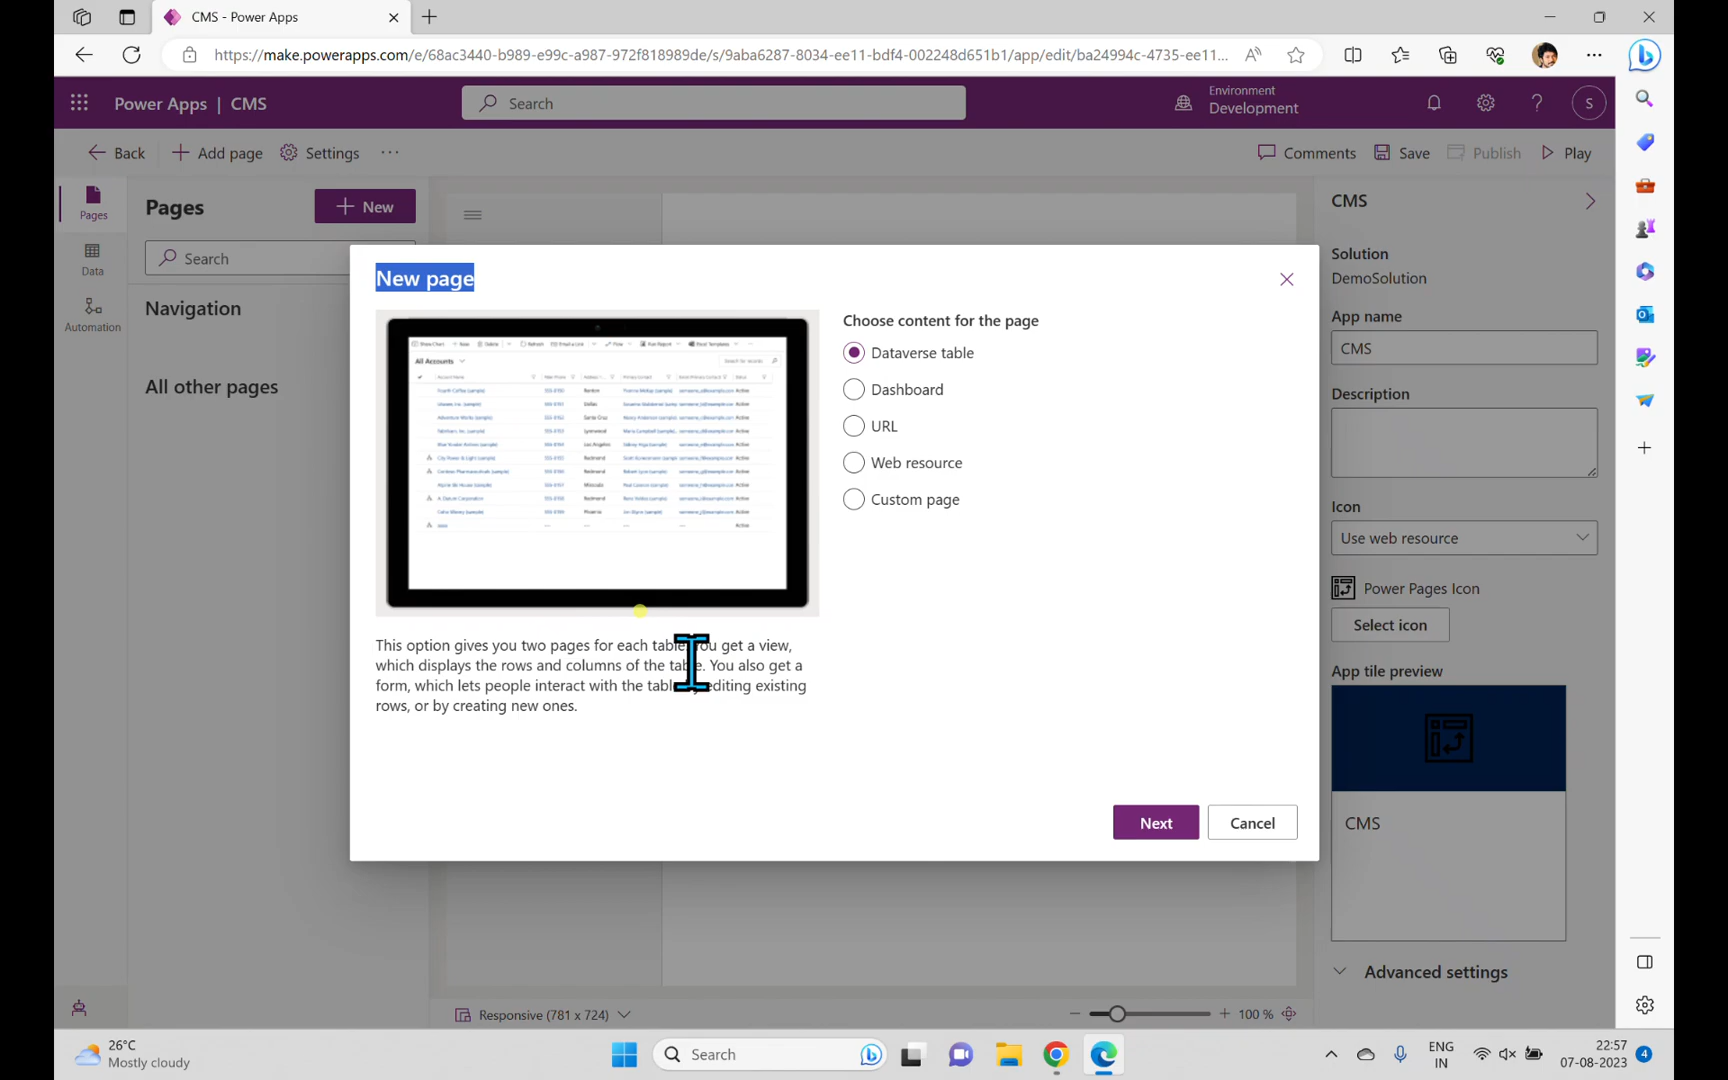 CMS - Power Apps
https://make.powerapps.com/e/68ac3440-b989-e99c-a987-972f818989de/s/9aba6287-8034-ee11-bdf4-002248d651b1/app/edit/ba24994c-4735-ee11...
Power Apps | CMS
Search
Environment
Development
?
S
Back
Add page
Settings
...
Comments
Save
Publish
Play
Pages
Data
Automation
Pages
New
Search
Navigation
All other pages
New page
All Accounts
Choose content for the page
Dataverse table
Dashboard
URL
Web resource
Custom page
This option gives you two pages for each table. You get a view,
which displays the rows and columns of the table. You also get a
form, which lets people interact with the table by editing existing
rows, or by creating new ones.
Next
Cancel
CMS
Solution
DemoSolution
App name
CMS
Description
Icon
Use web resource
Power Pages Icon
Select icon
App tile preview
CMS
Advanced settings
Responsive (781 x 724)
100 %
26°C
Mostly cloudy
Search
ENG
IN
22:57
07-08-2023
4